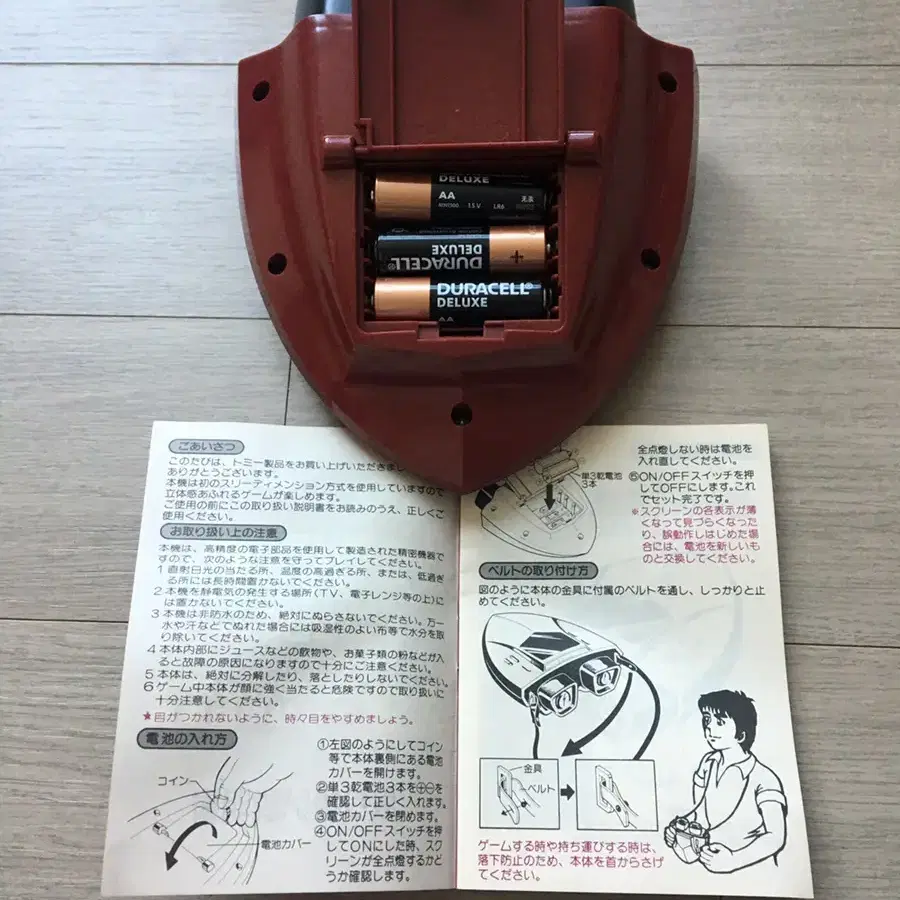 DELUXE
AA
1.5 V LR6
DURACELL
DELUXE
+
DURACELL®
DELUXE
AA
ごあいさつ
このたびは、トミー製品をお買い上げいただきまし
ありがとうございます。
本機は初のスリーディメンション方式を使用していますので
立体感あふれるゲームが楽しめます。
ご使用の前にこの取り扱い説明書をお読みのうえ、正しくご
使用ください。
お取り扱い上の注意
本機は、高精度の電子部品を使用して製造された精密機器で
すので、次のような注意を守ってプレイしてください。
1 直射日光の当たる所、温度の高過ぎる所、または、低過ぎ
る所には長時間置かないでください。
2 本機を静電気の発生する場所(TV、電子レンジ等の上)に
は置かないでください。
3 本機は非防水のため、絶対にぬらさないでください。万一
水や汗などでぬれた場合には吸湿性のよい布等で水分を
取り除いてください。
4 本体内部にジュースなどの飲物や、お菓子類の粉などが入
ると故障の原因になりますので十分にご注意ください。
5 本体は、絶対に分解したり、落としたりしないでください。
6 ゲーム中本体が顔に強く当たると危険ですので取り扱いに
十分注意してください。
★目がつかれないように、時々目をやすめましょう。
電池の入れ方
コイン
電池カバー
①左図のようにしてコイン
等で本体裏側にある電池
カバーを開けます。
②単3乾電池3本を⊕⊖を
確認して正しく入れます。
③電池カバーを閉めます。
④ON/OFFスイッチを押
してONにした時、スク
リーンが全点燈するかど
うか確認します。
単3乾電池
3本
全点燈しない時は電池を
入れ直してください。
⑤ON/OFFスイッチを押
してOFFにします。これ
でセット完了です。
※スクリーンの各表示が薄
くなって見づらくなった
り、誤動作しはじめた場
合には、電池を新しいも
のと交換してください。
ベルトの取り付け方
図のように本体の金具に付属のベルトを通し、しっかりと止
めてください。
金具
ベルト
ゲームする時や持ち運びする時は、
落下防止のため、本体を首からさげ
てください。